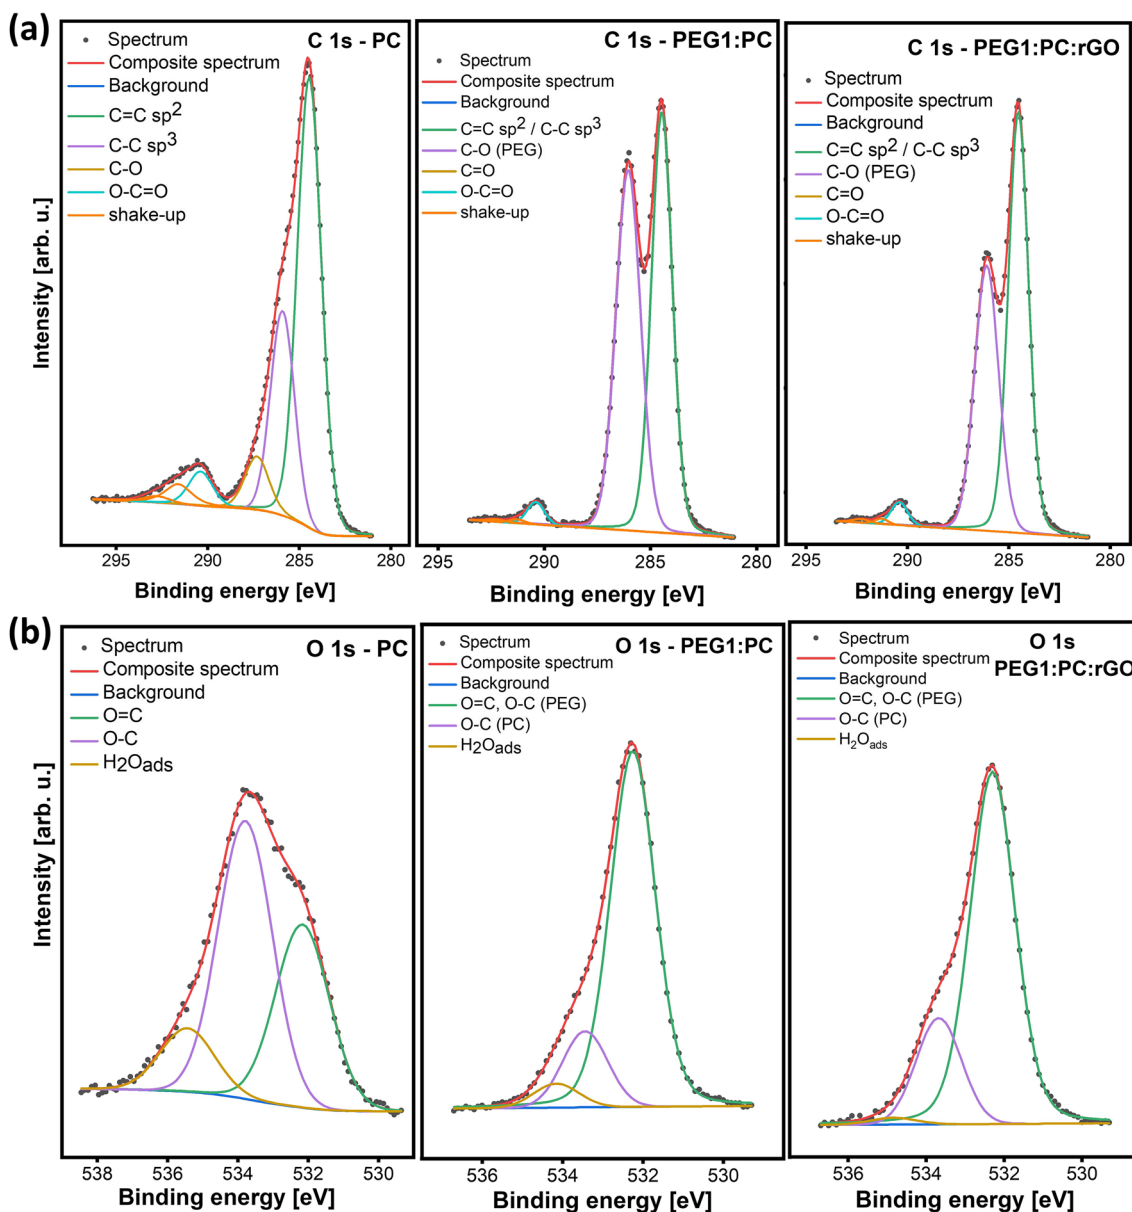 (a)
C 1s - PC
Spectrum
Composite spectrum
Background
C=C sp²
C-C sp³
C-O
O-C=O
shake-up
Intensity [arb. u.]
295 290 285 280
Binding energy [eV]
C 1s - PEG1:PC
Spectrum
Composite spectrum
Background
C=C sp² / C-C sp³
C-O (PEG)
C=O
O-C=O
shake-up
295 290 285 280
Binding energy [eV]
C 1s - PEG1:PC:rGO
Spectrum
Composite spectrum
Background
C=C sp² / C-C sp³
C-O (PEG)
C=O
O-C=O
shake-up
295 290 285 280
Binding energy [eV]
(b)
O 1s - PC
Spectrum
Composite spectrum
Background
O=C
O-C
H₂Oads
Intensity [arb. u.]
538 536 534 532 530
Binding energy [eV]
O 1s - PEG1:PC
Spectrum
Composite spectrum
Background
O=C, O-C (PEG)
O-C (PC)
H₂Oads
536 534 532 530
Binding energy [eV]
O 1s
PEG1:PC:rGO
Spectrum
Composite spectrum
Background
O=C, O-C (PEG)
O-C (PC)
H₂Oads
536 534 532 530
Binding energy [eV]